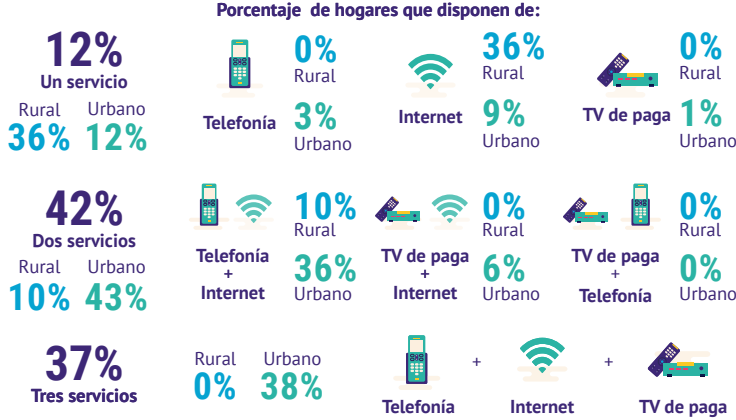 Porcentaje de hogares que disponen de:
12%
Un servicio
Rural Urbano
36% 12%
Telefonía
0%
Rural
3%
Urbano
Internet
36%
Rural
9%
Urbano
TV de paga
0%
Rural
1%
Urbano
42%
Dos servicios
Rural Urbano
10% 43%
Telefonía
+
Internet
10%
Rural
36%
Urbano
TV de paga
+
Internet
0%
Rural
6%
Urbano
TV de paga
+
Telefonía
0%
Rural
0%
Urbano
37%
Tres servicios
Rural Urbano
0% 38%
+ +
Telefonía Internet TV de paga